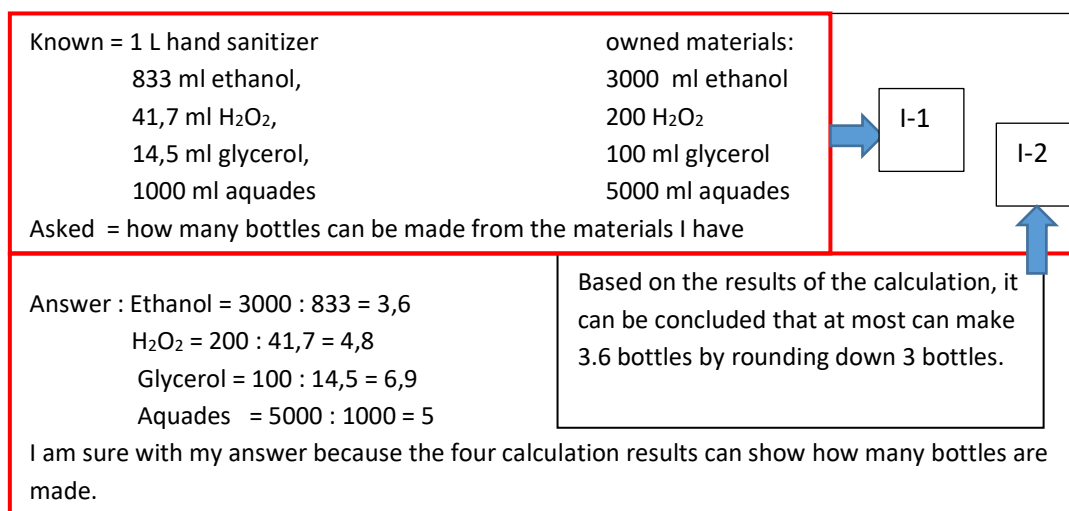 Known = 1 L hand sanitizer owned materials:
833 ml ethanol, 3000 ml ethanol
41,7 ml H₂O₂, 200 H₂O₂
14,5 ml glycerol, 100 ml glycerol
1000 ml aquades 5000 ml aquades
Asked = how many bottles can be made from the materials I have
I-1
I-2
Answer : Ethanol = 3000 : 833 = 3,6
H₂O₂ = 200 : 41,7 = 4,8
Glycerol = 100 : 14,5 = 6,9
Aquades = 5000 : 1000 = 5
Based on the results of the calculation, it
can be concluded that at most can make
3.6 bottles by rounding down 3 bottles.
I am sure with my answer because the four calculation results can show how many bottles are
made.